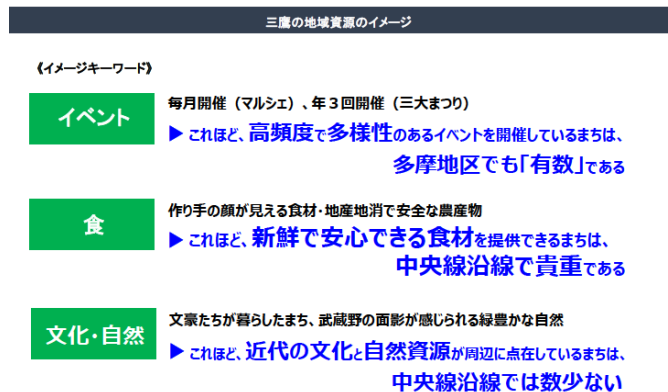 三鷹の地域資源のイメージ
《イメージキーワード》
イベント
毎月開催（マルシェ）、年３回開催（三大まつり）
▶ これほど、高頻度で多様性のあるイベントを開催しているまちは、
多摩地区でも「有数」である
食
作り手の顔が見える食材・地産地消で安全な農産物
▶ これほど、新鮮で安心できる食材を提供できるまちは、
中央線沿線で貴重である
文化・自然
文豪たちが暮らしたまち、武蔵野の面影が感じられる緑豊かな自然
▶ これほど、近代の文化と自然資源が周辺に点在しているまちは、
中央線沿線では数少ない